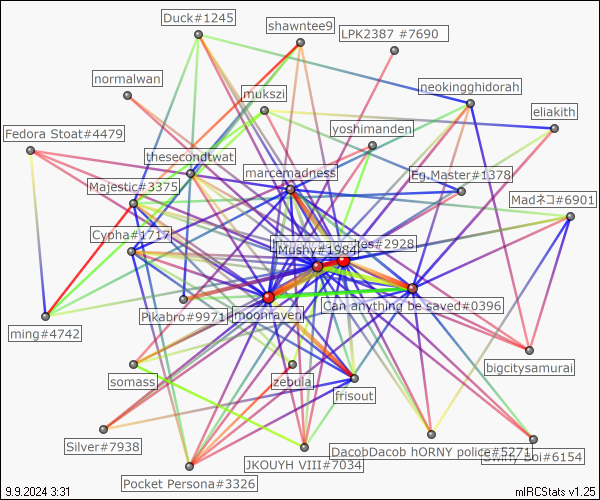 Duck#1245
shawntee9
LPK2387 #7690
normalwan
mukszi
neokingghidorah
eliakith
Fedora Stoat#4479
yoshimanden
thesecondtwat
marcemadness
Majestic#3375
Eg.Master#1378
Madネコ#6901
Cypha#1717
es#2928
Mushy#1984
Can anything be saved#0396
Pikabro#9971
moonraven
ming#4742
bigcitysamurai
somass
zebula
frisout
Silver#7938
DacobDacob hORNY police#5271
Boi#6154
JKOUYH VIII#7034
Pocket Persona#3326
9.9.2024 3:31
mIRCStats v1.25